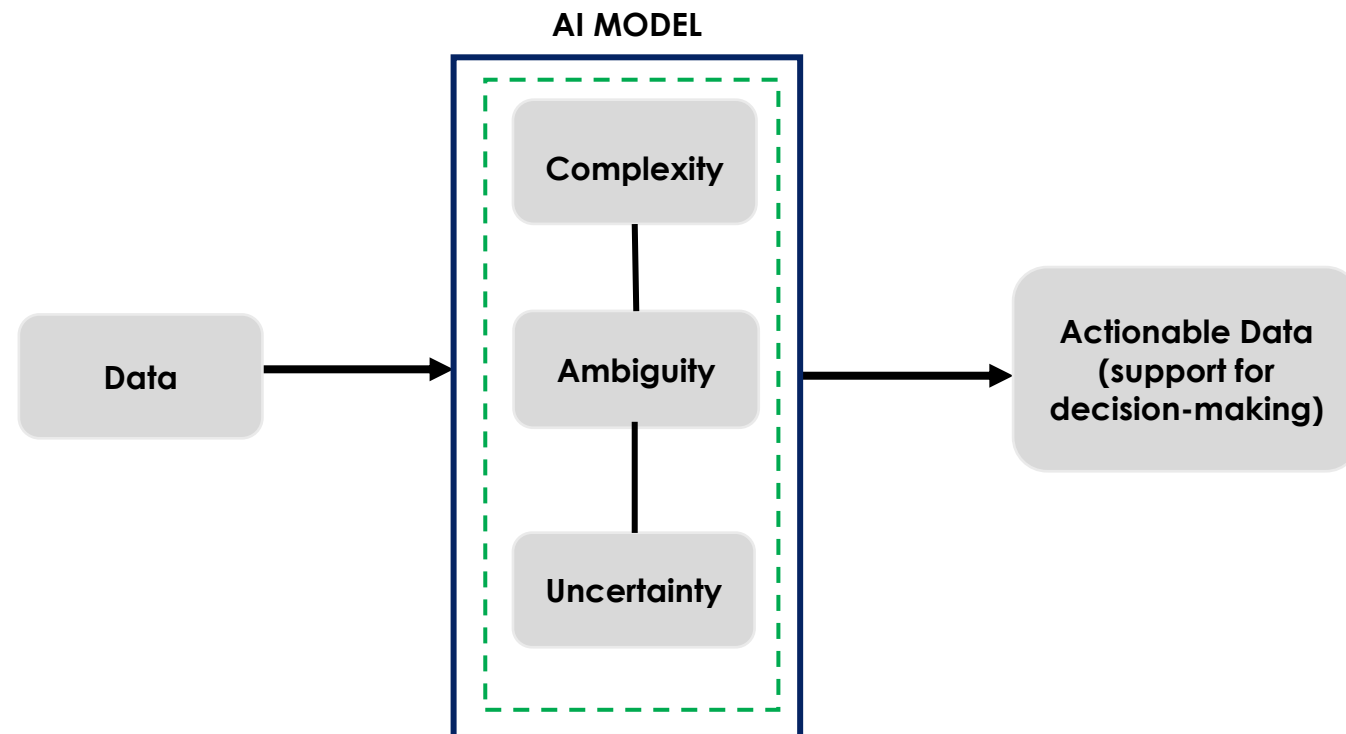 AI MODEL
Complexity
Data
Ambiguity
Uncertainty
Actionable Data
(support for
decision-making)